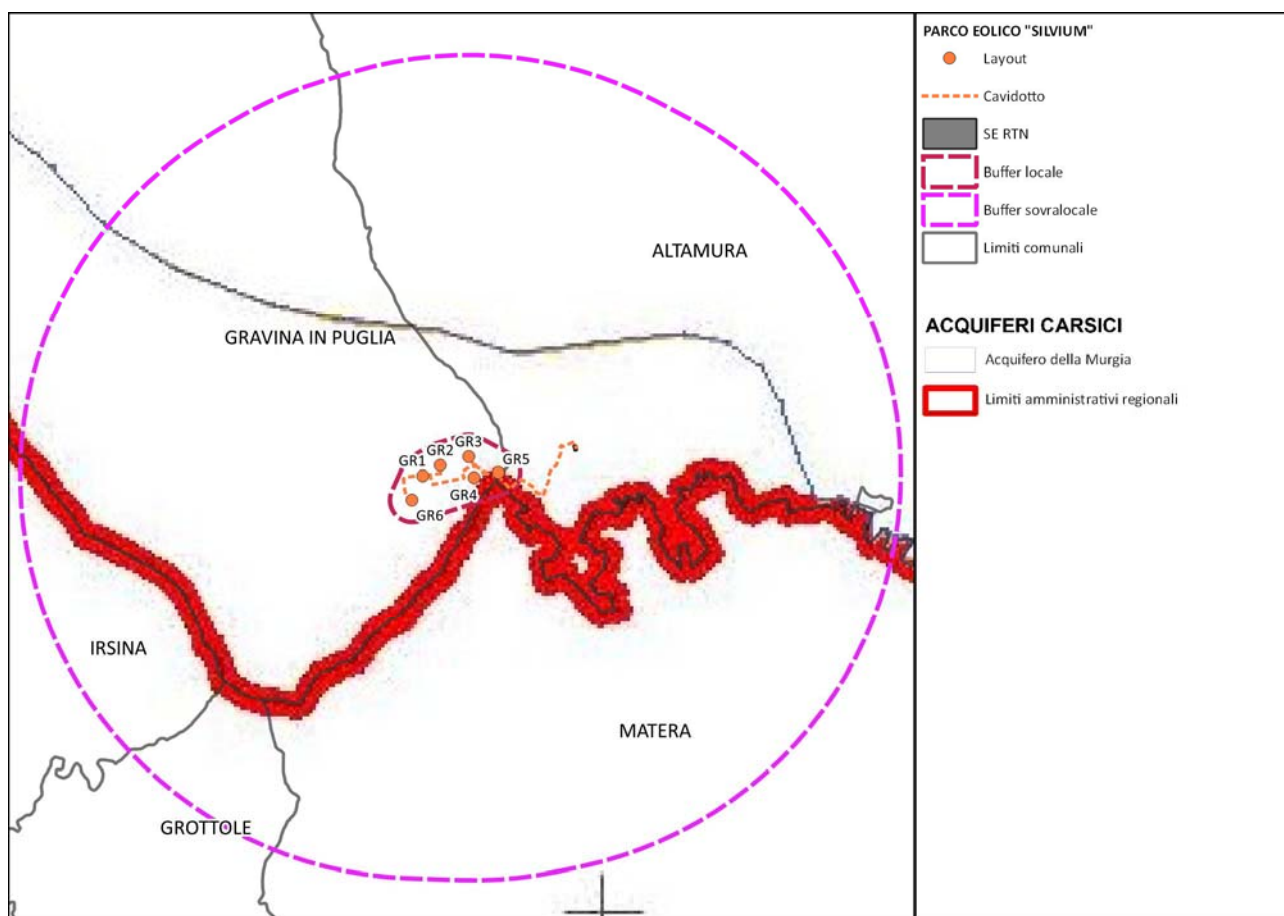 PARCO EOLICO "SILVIUM"
Layout
Cavidotto
SE RTN
Buffer locale
Buffer sovralocale
Limiti comunali
ACQUIFERI CARSICI
Acquifero della Murgia
Limiti amministrativi regionali
ALTAMURA
GRAVINA IN PUGLIA
GR3
GR2
GR1
GR5
GR4
GR6
IRSINA
MATERA
GROTTOLE